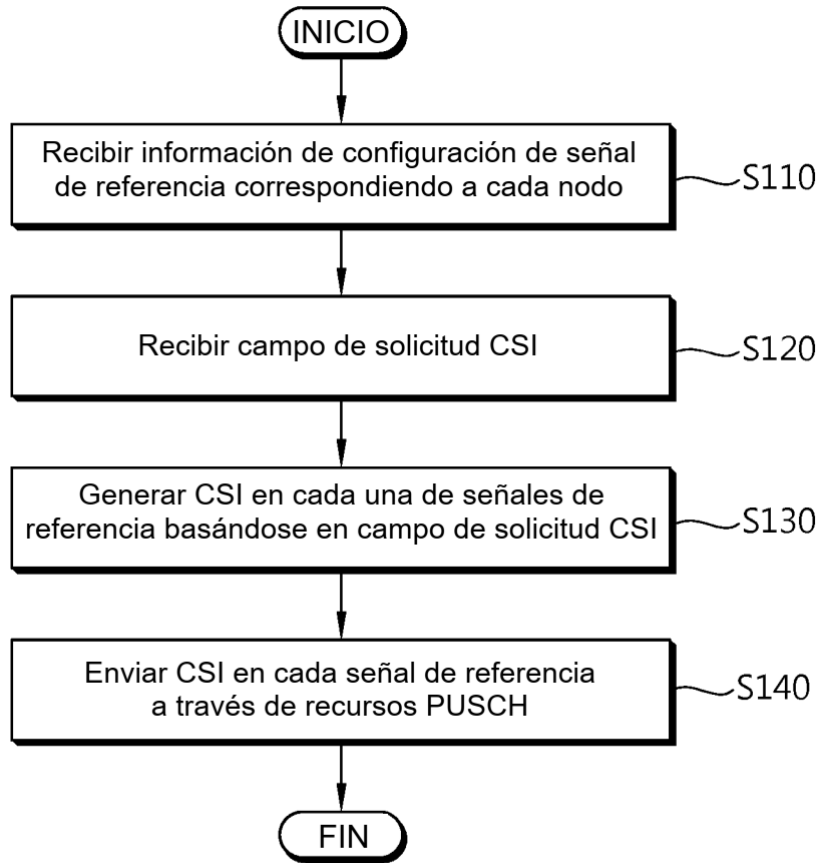 INICIO
Recibir información de configuración de señal
de referencia correspondiendo a cada nodo
S110
Recibir campo de solicitud CSI
S120
Generar CSI en cada una de señales de
referencia basándose en campo de solicitud CSI
S130
Enviar CSI en cada señal de referencia
a través de recursos PUSCH
S140
FIN